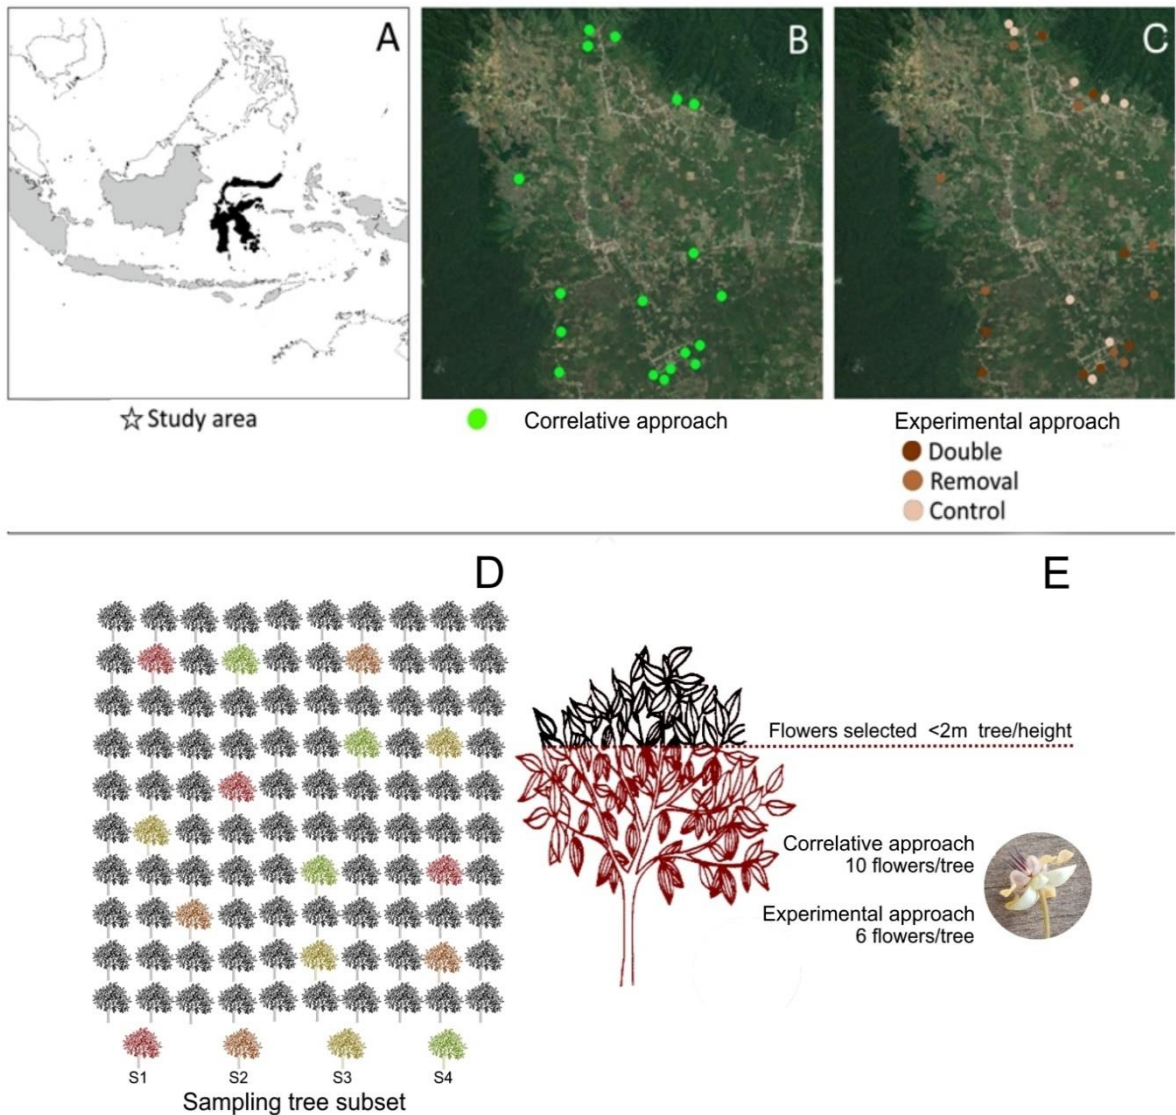 A
B
C
☆ Study area
Correlative approach
Experimental approach
Double
Removal
Control
D
E
Flowers selected <2m tree/height
Correlative approach
10 flowers/tree
Experimental approach
6 flowers/tree
S1 S2 S3 S4
Sampling tree subset